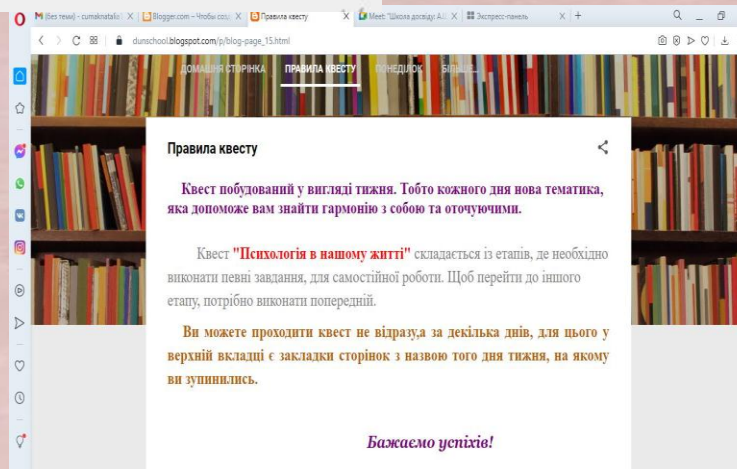 M (без теми) - cumaknatalio
Blogger.com – Чтобы созд
Правила квесту
Meet: "Школа досвіду:
Экспресс-панель
dunschool.blogspot.com/p/blog-page_15.html
ДОМАШНЯ СТОРІНКА ПРАВИЛА КВЕСТУ ПОНЕДІЛОК БІЛЬШЕ...
Правила квесту
Квест побудований у вигляді тижня. Тобто кожного дня нова тематика,
яка допоможе вам знайти гармонію з собою та оточуючими.
Квест "Психологія в нашому житті" складається із етапів, де необхідно
виконати певні завдання, для самостійної роботи. Щоб перейти до іншого
етапу, потрібно виконати попередній.
Ви можете проходити квест не відразу,а за декілька днів, для цього у
верхній вкладці є закладки сторінок з назвою того дня тижня, на якому
ви зупинились.
Бажаємо успіхів!